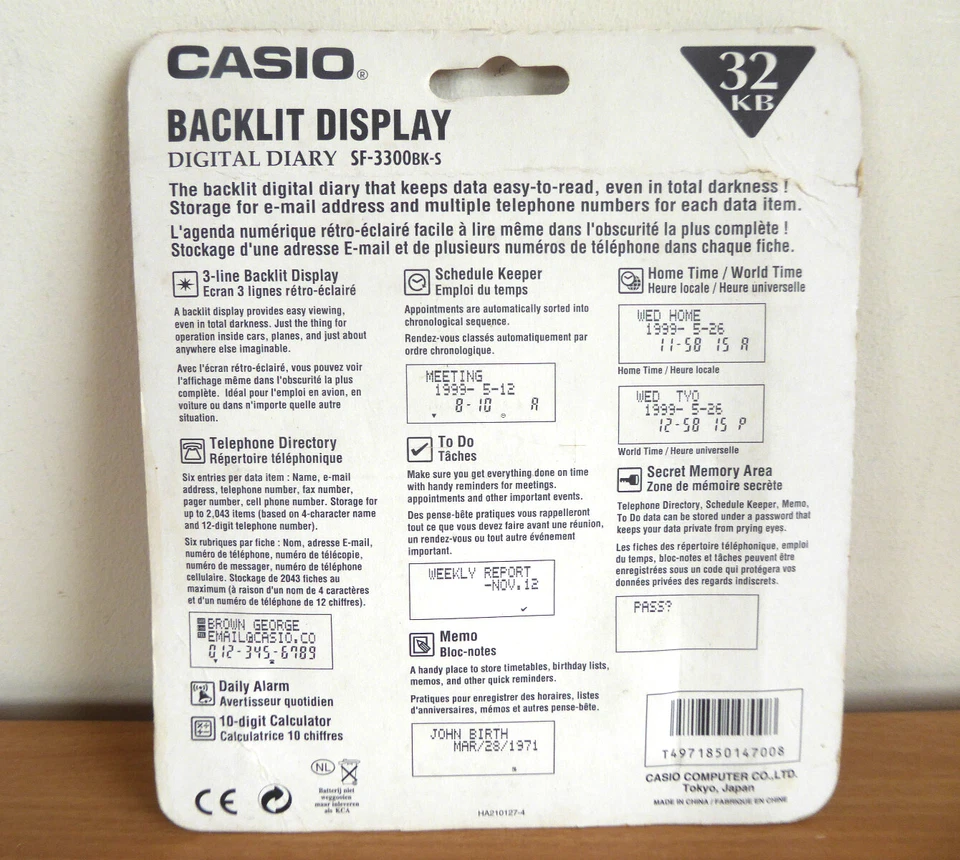 CASIO®
32
KB
BACKLIT DISPLAY
DIGITAL DIARY SF-3300BK-S
The backlit digital diary that keeps data easy-to-read, even in total darkness !
Storage for e-mail address and multiple telephone numbers for each data item.
L'agenda numérique rétro-éclairé facile à lire même dans l'obscurité la plus complète !
Stockage d'une adresse E-mail et de plusieurs numéros de téléphone dans chaque fiche.
3-line Backlit Display
Ecran 3 lignes rétro-éclairé
A backlit display provides easy viewing,
even in total darkness. Just the thing for
operation inside cars, planes, and just about
anywhere else imaginable.
Avec l'écran rétro-éclairé, vous pouvez voir
l'affichage même dans l'obscurité la plus
complète. Idéal pour l'emploi en avion, en
voiture ou dans n'importe quelle autre
situation.
Telephone Directory
Répertoire téléphonique
Six entries per data item : Name, e-mail
address, telephone number, fax number,
pager number, cell phone number. Storage for
up to 2,043 items (based on 4-character name
and 12-digit telephone number).
Six rubriques par fiche : Nom, adresse E-mail,
numéro de téléphone, numéro de télécopie,
numéro de messager, numéro de téléphone
cellulaire. Stockage de 2043 fiches au
maximum (à raison d'un nom de 4 caractères
et d'un numéro de téléphone de 12 chiffres).
BROWN GEORGE
EMAIL@CASIO.CO
012-345-6789
Daily Alarm
Avertisseur quotidien
10-digit Calculator
Calculatrice 10 chiffres
CE
NL
Batterij niet
weggooien
maar inleveren
als KCA
Schedule Keeper
Emploi du temps
Appointments are automatically sorted into
chronological sequence.
Rendez-vous classés automatiquement par
ordre chronologique.
MEETING
1999- 5-12
8-10 A
To Do
Tâches
Make sure you get everything done on time
with handy reminders for meetings.
appointments and other important events.
Des pense-bête pratiques vous rappelleront
tout ce que vous devez faire avant une réunion,
un rendez-vous ou tout autre événement
important.
WEEKLY REPORT
-NOV.12
Memo
Bloc-notes
A handy place to store timetables, birthday lists,
memos, and other quick reminders.
Pratiques pour enregistrer des horaires, listes
d'anniversaires, mémos et autres pense-bête.
JOHN BIRTH
MAR/28/1971
HA210127-4
Home Time / World Time
Heure locale / Heure universelle
WED HOME
1999- 5-26
11-58 15 A
Home Time / Heure locale
WED TYO
1999- 5-26
12-58 15 P
World Time / Heure universelle
Secret Memory Area
Zone de mémoire secrète
Telephone Directory, Schedule Keeper, Memo,
To Do data can be stored under a password that
keeps your data private from prying eyes.
Les fiches des répertoire téléphonique, emploi
du temps, bloc-notes et tâches peuvent être
enregistrées sous un code qui protégera vos
données privées des regards indiscrets.
PASS?
T4971850147008
CASIO COMPUTER CO.,LTD.
Tokyo, Japan
MADE IN CHINA / FABRIQUE EN CHINE